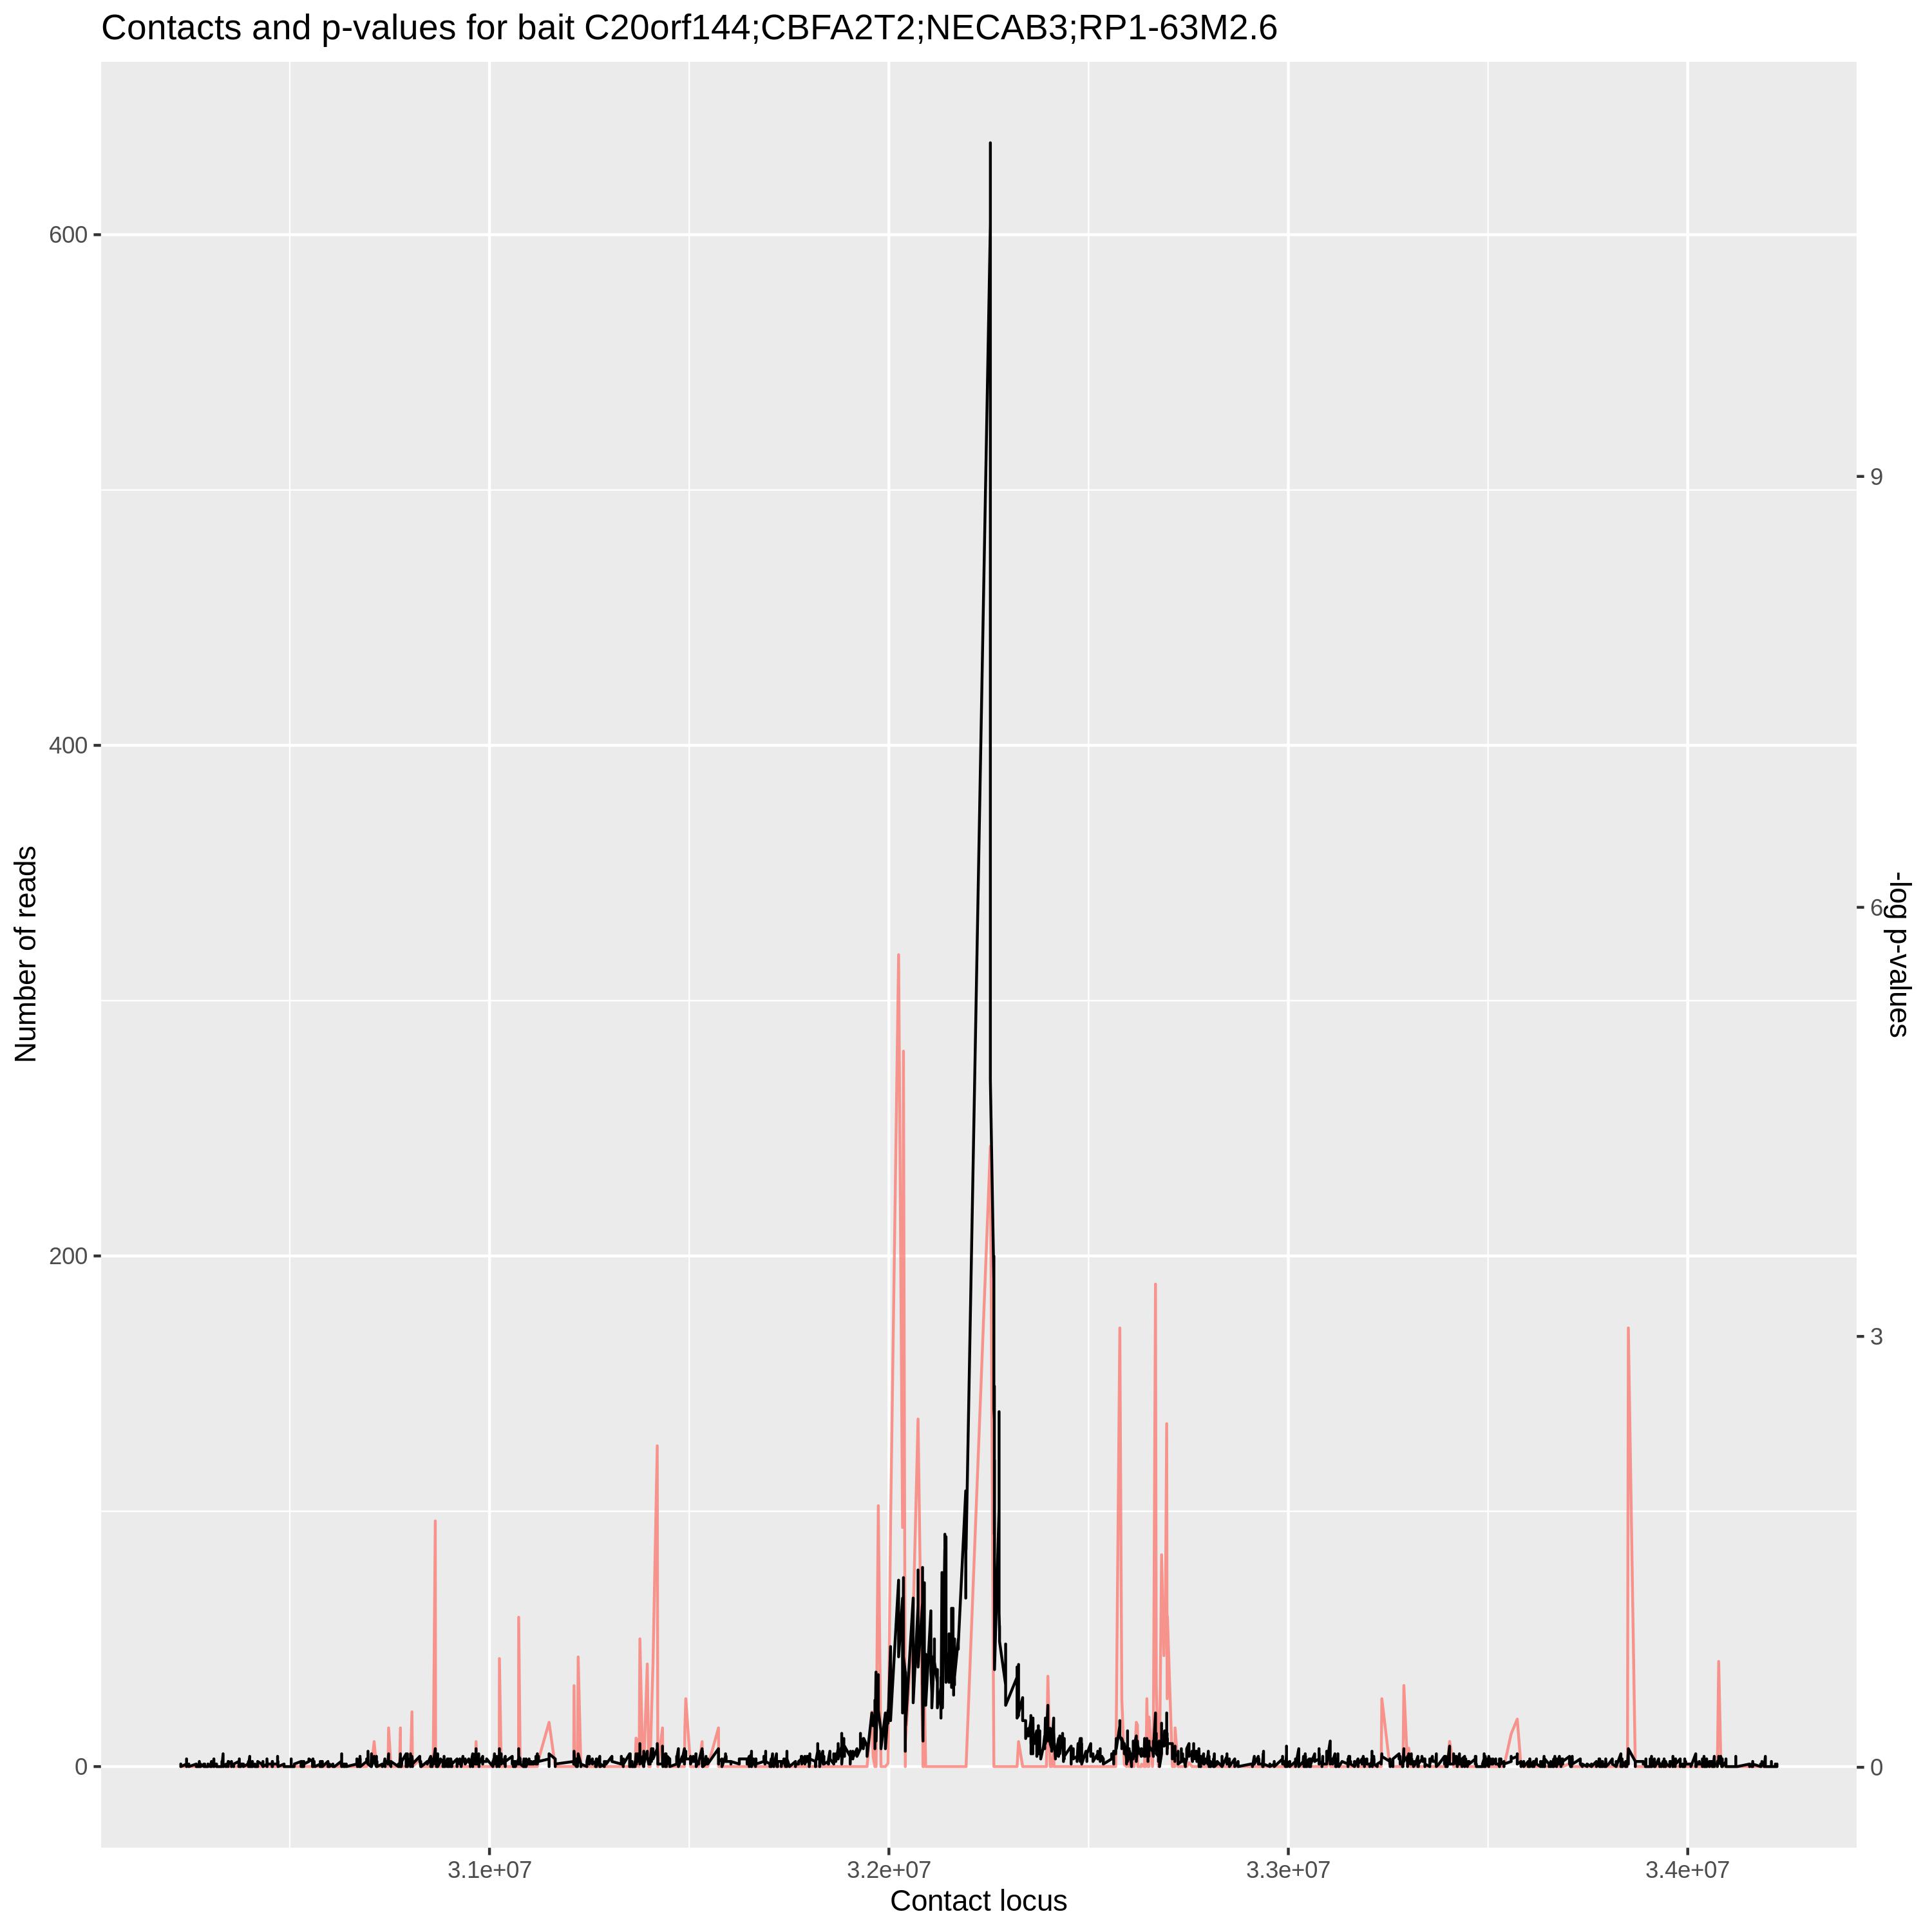 Contacts and p-values for bait C20orf144;CBFA2T2;NECAB3;RP1-63M2.6
600
400
200
0
Number of reads
9
6
3
0
-log p-values
3.1e+07
3.2e+07
3.3e+07
3.4e+07
Contact locus